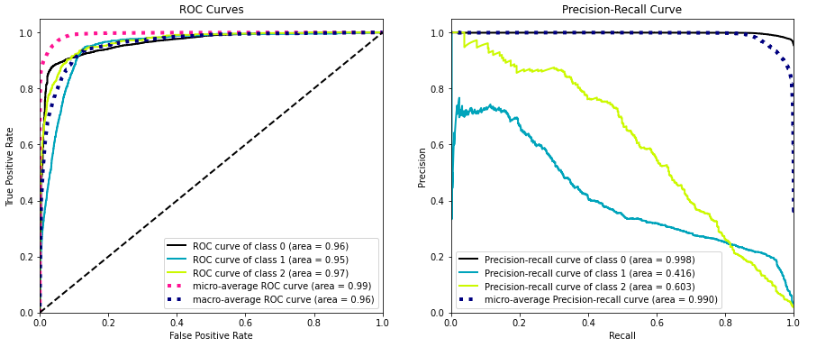 ROC Curves
True Positive Rate
1.0
0.8
0.6
0.4
0.2
0.0
ROC curve of class 0 (area = 0.96)
ROC curve of class 1 (area = 0.95)
ROC curve of class 2 (area = 0.97)
micro-average ROC curve (area = 0.99)
macro-average ROC curve (area = 0.96)
0.0 0.2 0.4 0.6 0.8 1.0
False Positive Rate
Precision-Recall Curve
Precision
1.0
0.8
0.6
0.4
0.2
0.0
Precision-recall curve of class 0 (area = 0.998)
Precision-recall curve of class 1 (area = 0.416)
Precision-recall curve of class 2 (area = 0.603)
micro-average Precision-recall curve (area = 0.990)
0.0 0.2 0.4 0.6 0.8 1.0
Recall